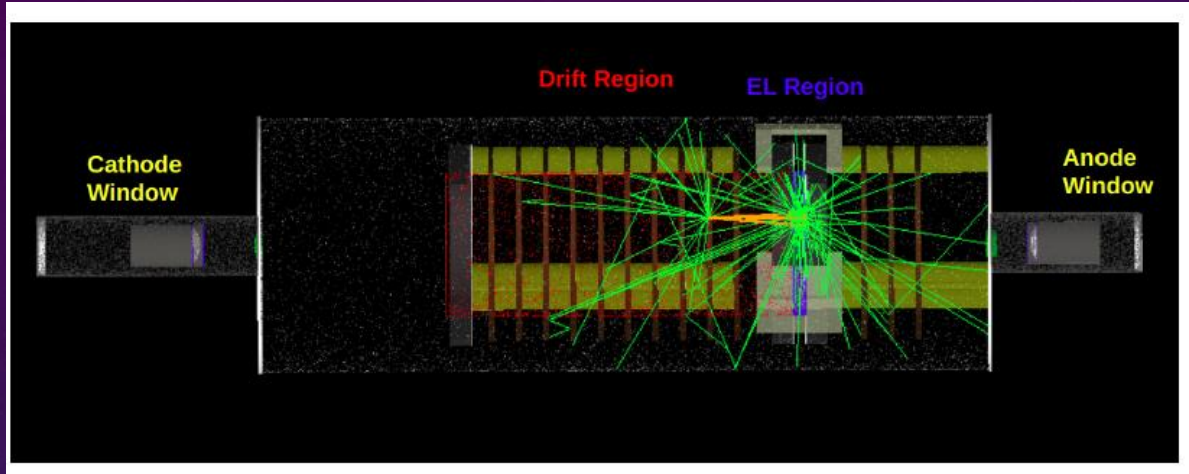 Drift Region
EL Region
Cathode
Window
Anode
Window